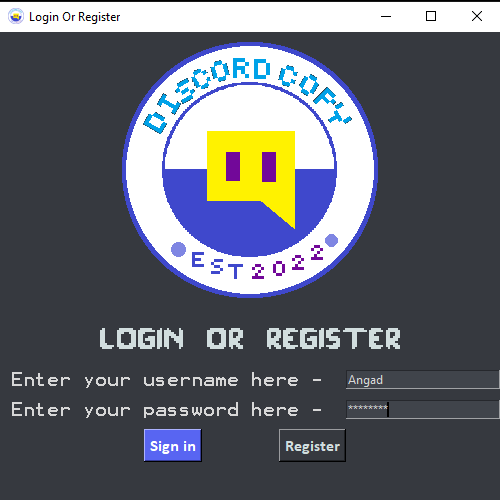 Login Or Register
DISCORD COPY
EST 2022
LOGIN OR REGISTER
Enter your username here - Angad
Enter your password here - ********
Sign in Register